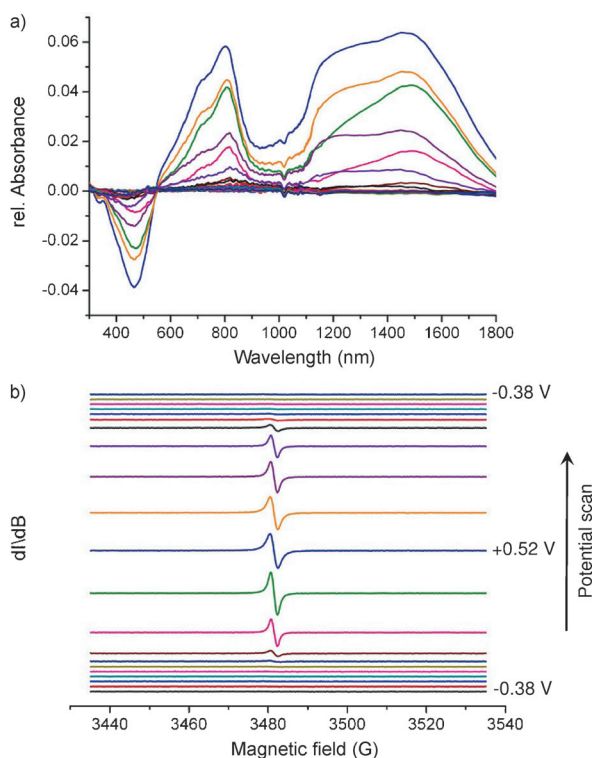 a)
0.06
0.04
0.02
0.00
-0.02
-0.04
rel. Absorbance
400 600 800 1000 1200 1400 1600 1800
Wavelength (nm)
b)
-0.38 V
+0.52 V
-0.38 V
dI\dB
Potential scan
3440 3460 3480 3500 3520 3540
Magnetic field (G)